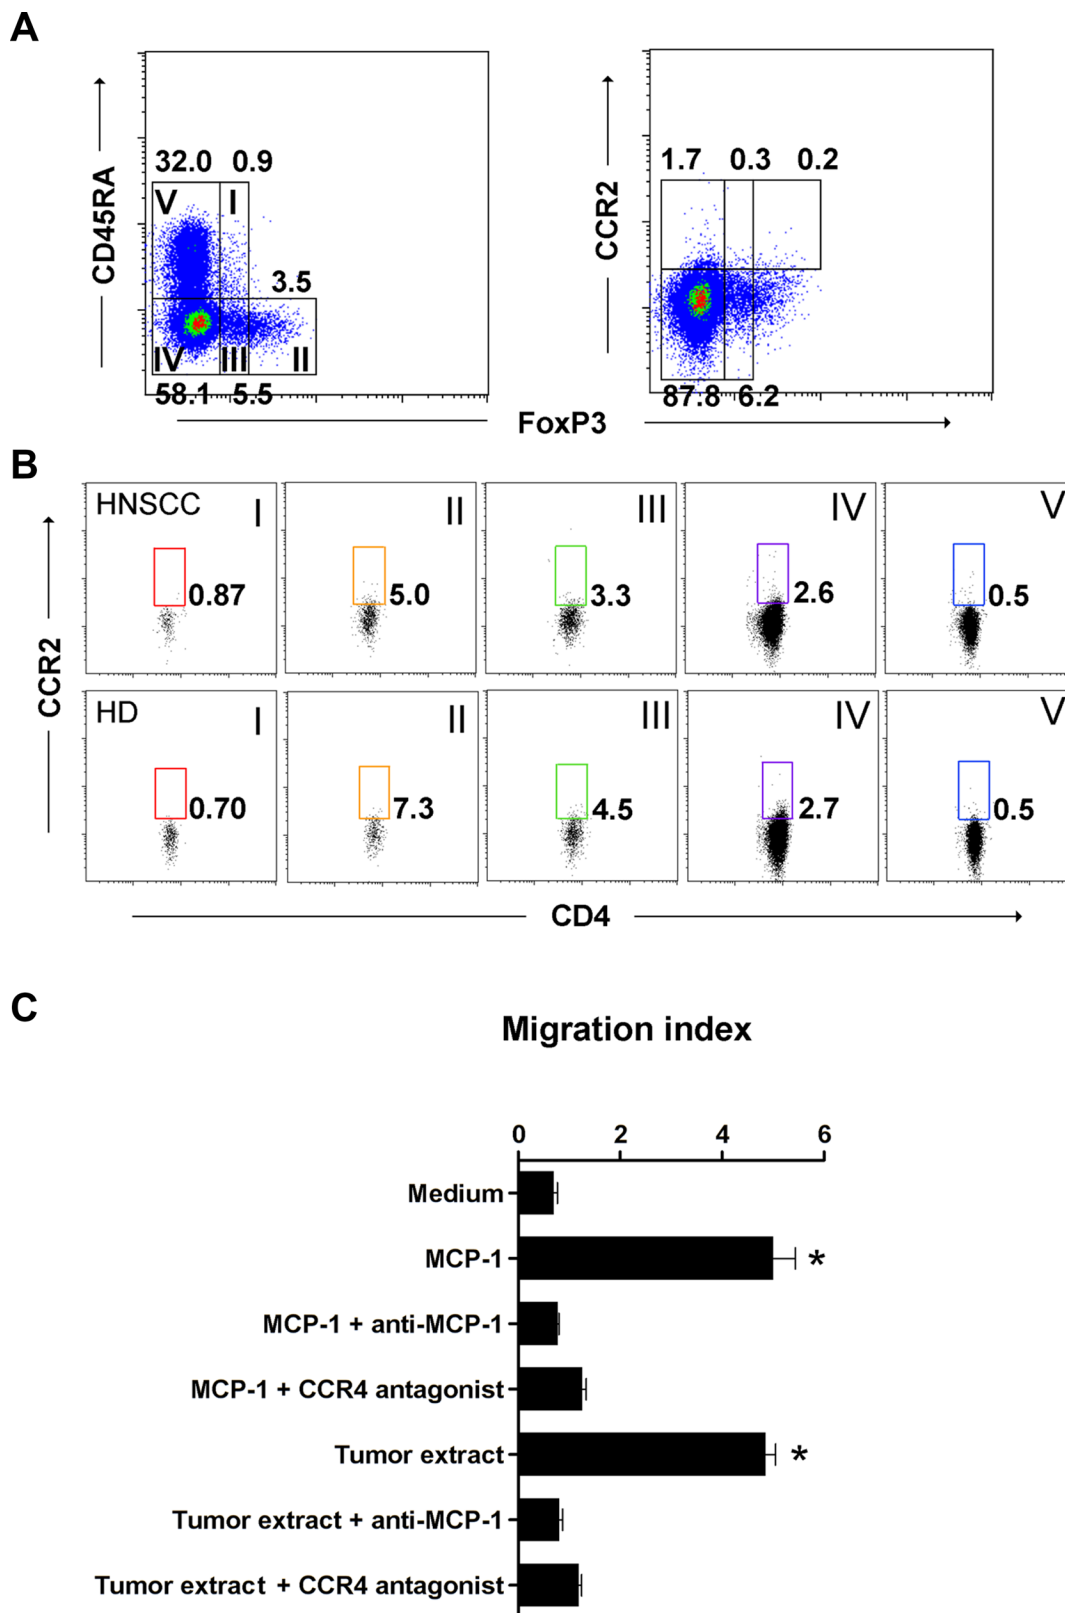 A
CD45RA
32.0 0.9
V I
3.5
IV III II
58.1 5.5
CCR2
1.7 0.3 0.2
87.8 6.2
FoxP3
B
CCR2
HNSCC I II III IV V
0.87 5.0 3.3 2.6 0.5
HD I II III IV V
0.70 7.3 4.5 2.7 0.5
CD4
C
Migration index
0 2 4 6
Medium
MCP-1 *
MCP-1 + anti-MCP-1
MCP-1 + CCR4 antagonist
Tumor extract *
Tumor extract + anti-MCP-1
Tumor extract + CCR4 antagonist